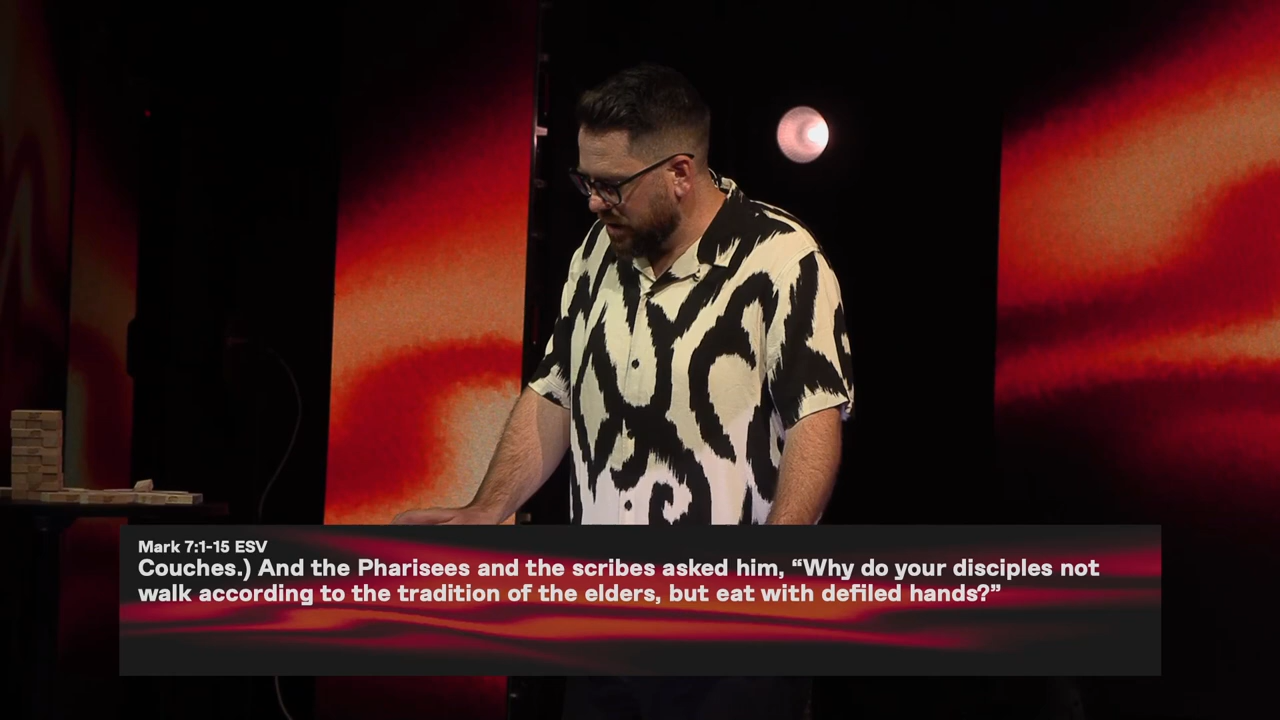 Mark 7:1-15 ESV
Couches.) And the Pharisees and the scribes asked him, “Why do your disciples not
walk according to the tradition of the elders, but eat with defiled hands?”